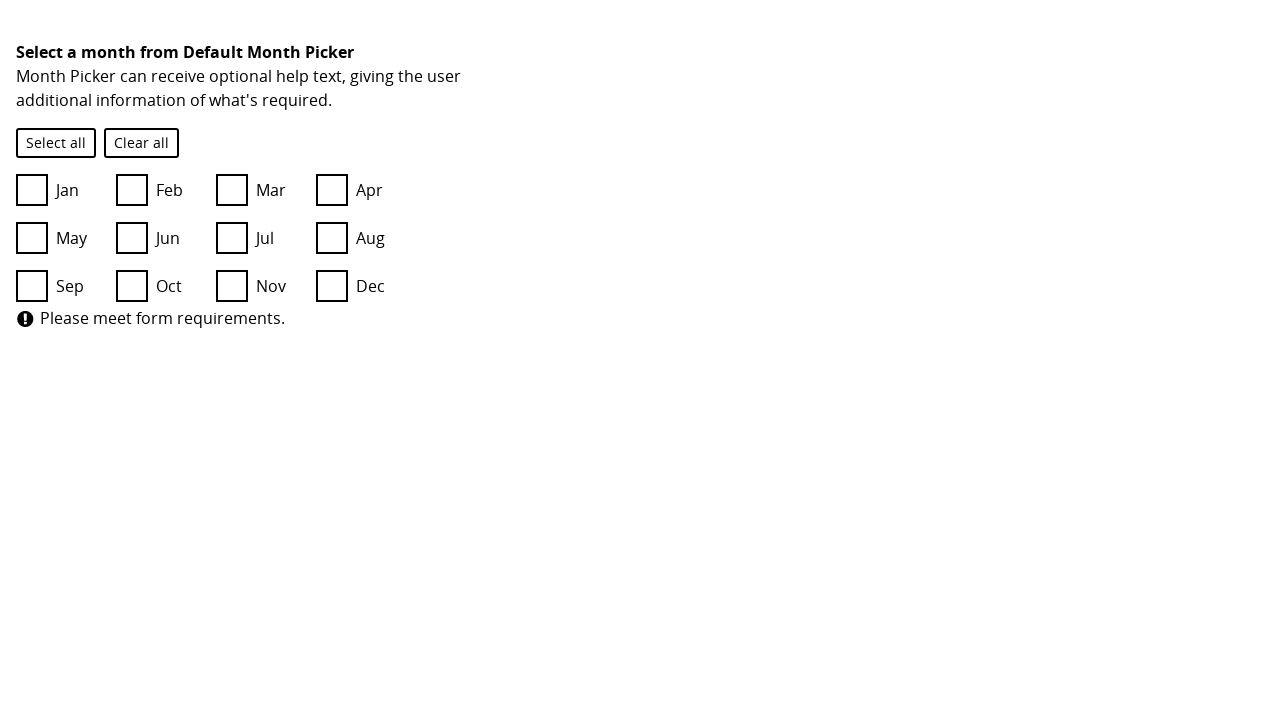 Select a month from Default Month Picker
Month Picker can receive optional help text, giving the user
additional information of what's required.
Select all Clear all
Jan Feb Mar Apr
May Jun Jul Aug
Sep Oct Nov Dec
Please meet form requirements.